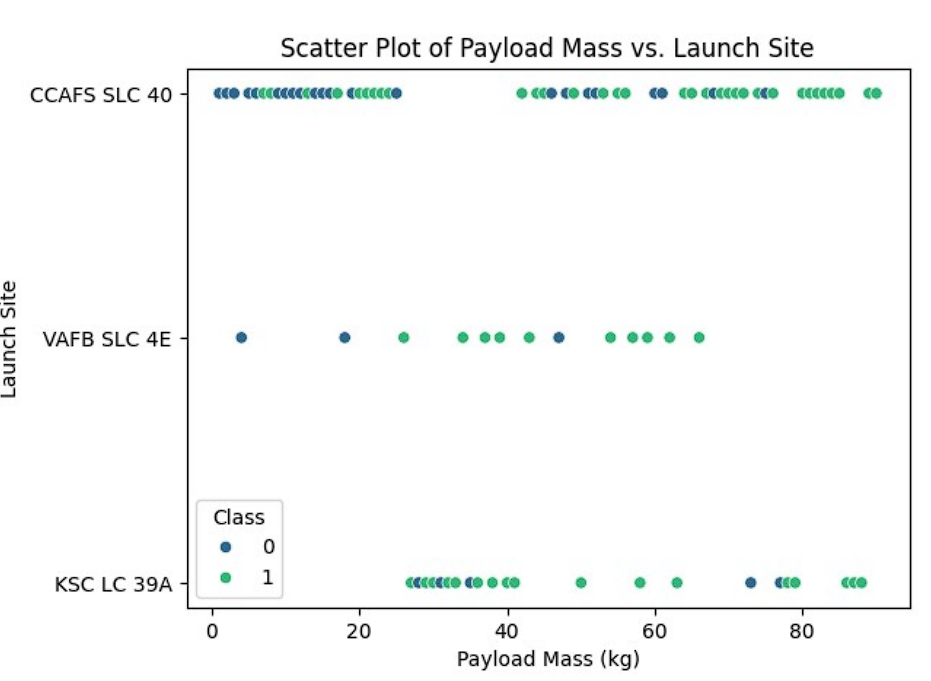 Scatter Plot of Payload Mass vs. Launch Site
CCAFS SLC 40
VAFB SLC 4E
KSC LC 39A
Launch Site
Class
0
1
0 20 40 60 80
Payload Mass (kg)